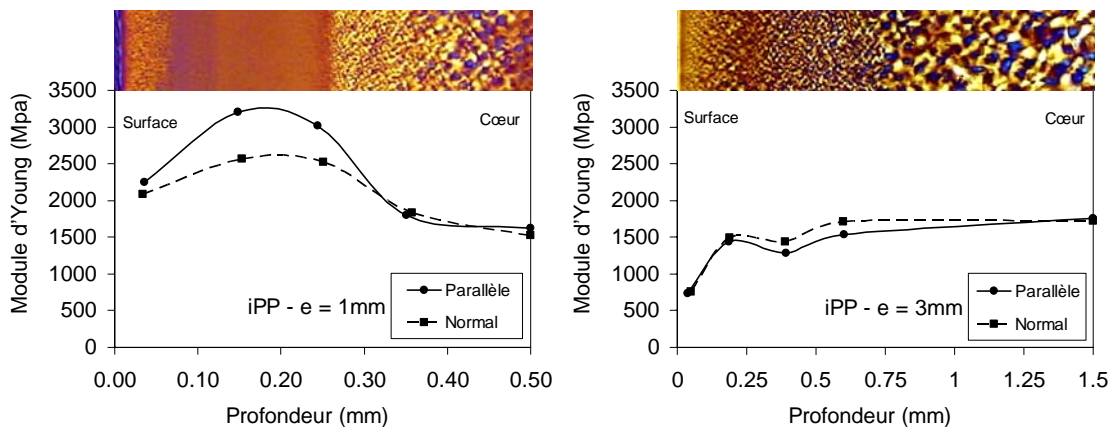 3500
3000
2500
2000
1500
1000
500
0
Module d'Young (Mpa)
Surface
Cœur
Parallèle
Normal
iPP - e = 1mm
0.00 0.10 0.20 0.30 0.40 0.50
Profondeur (mm)
3500
3000
2500
2000
1500
1000
500
0
Module d'Young (Mpa)
Surface
Cœur
Parallèle
Normal
iPP - e = 3mm
0 0.25 0.5 0.75 1 1.25 1.5
Profondeur (mm)